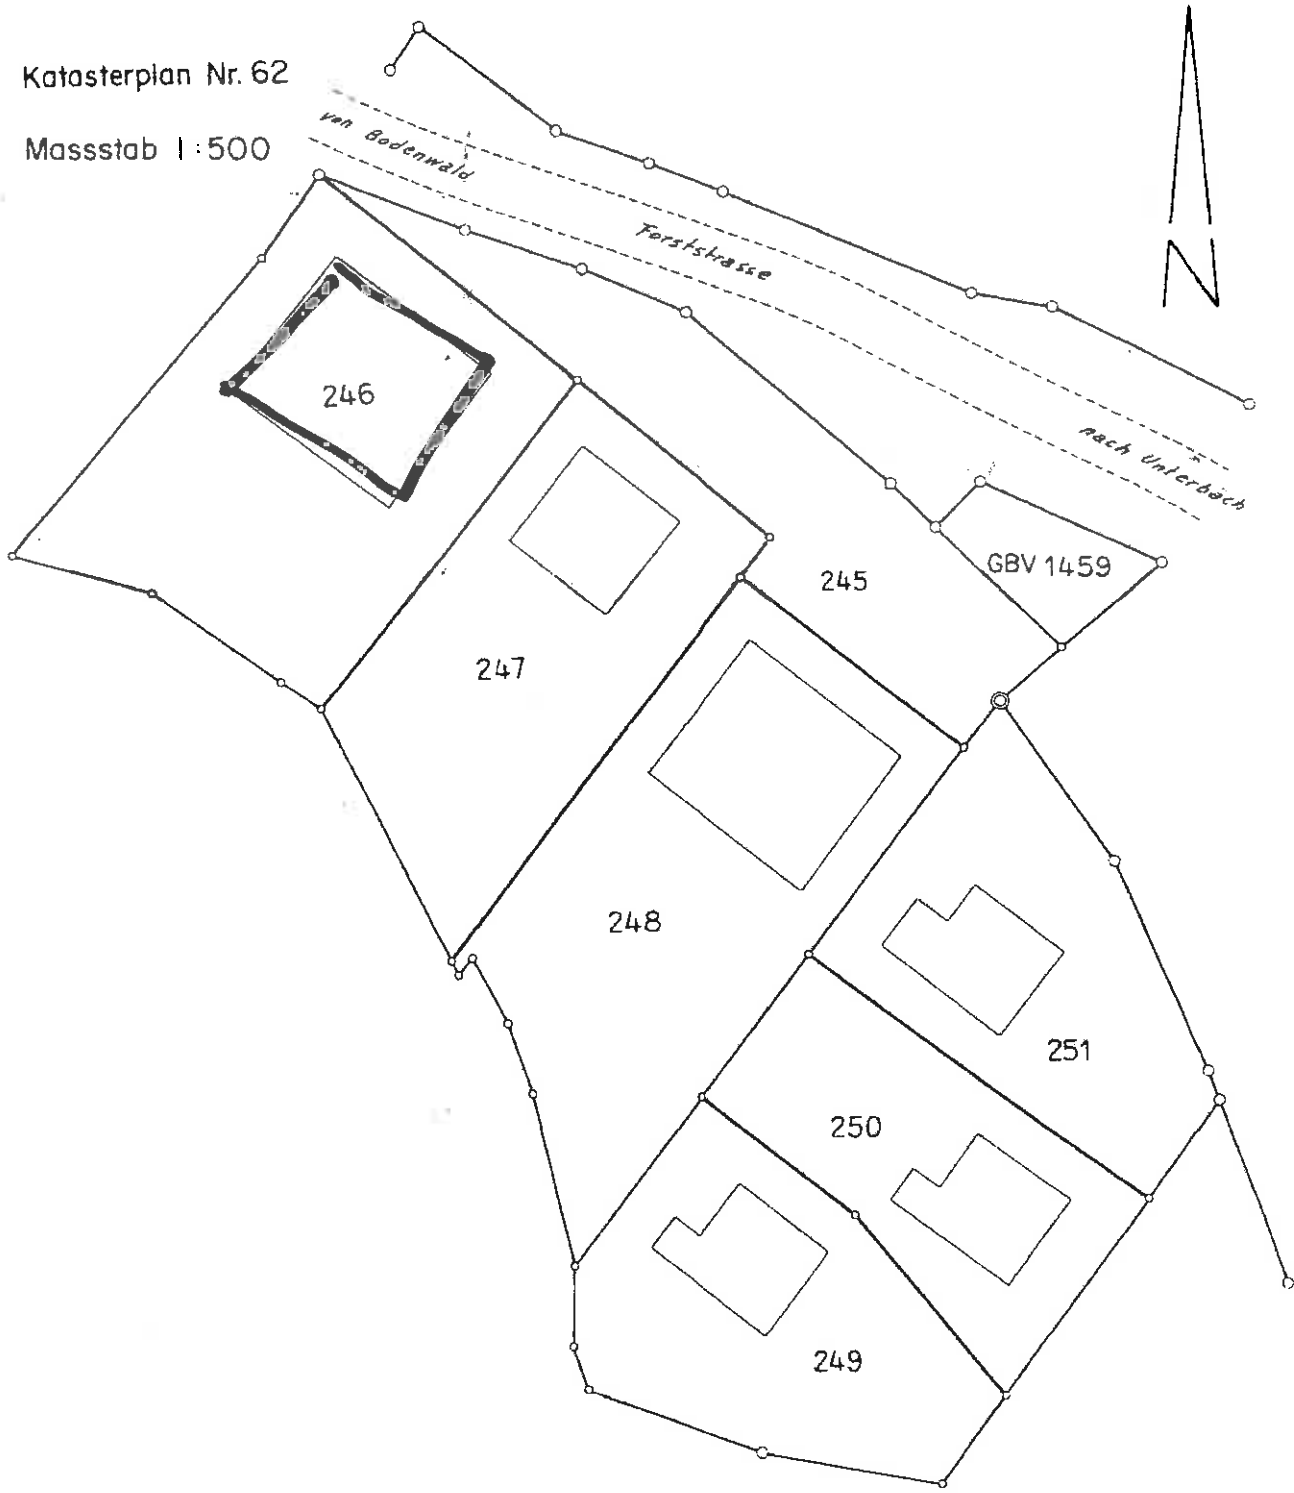 Katasterplan Nr. 62
Massstab 1:500
von Bodenwald
Forststrasse
nach Unterbäch
N
246
245
GBV 1459
247
248
251
250
249